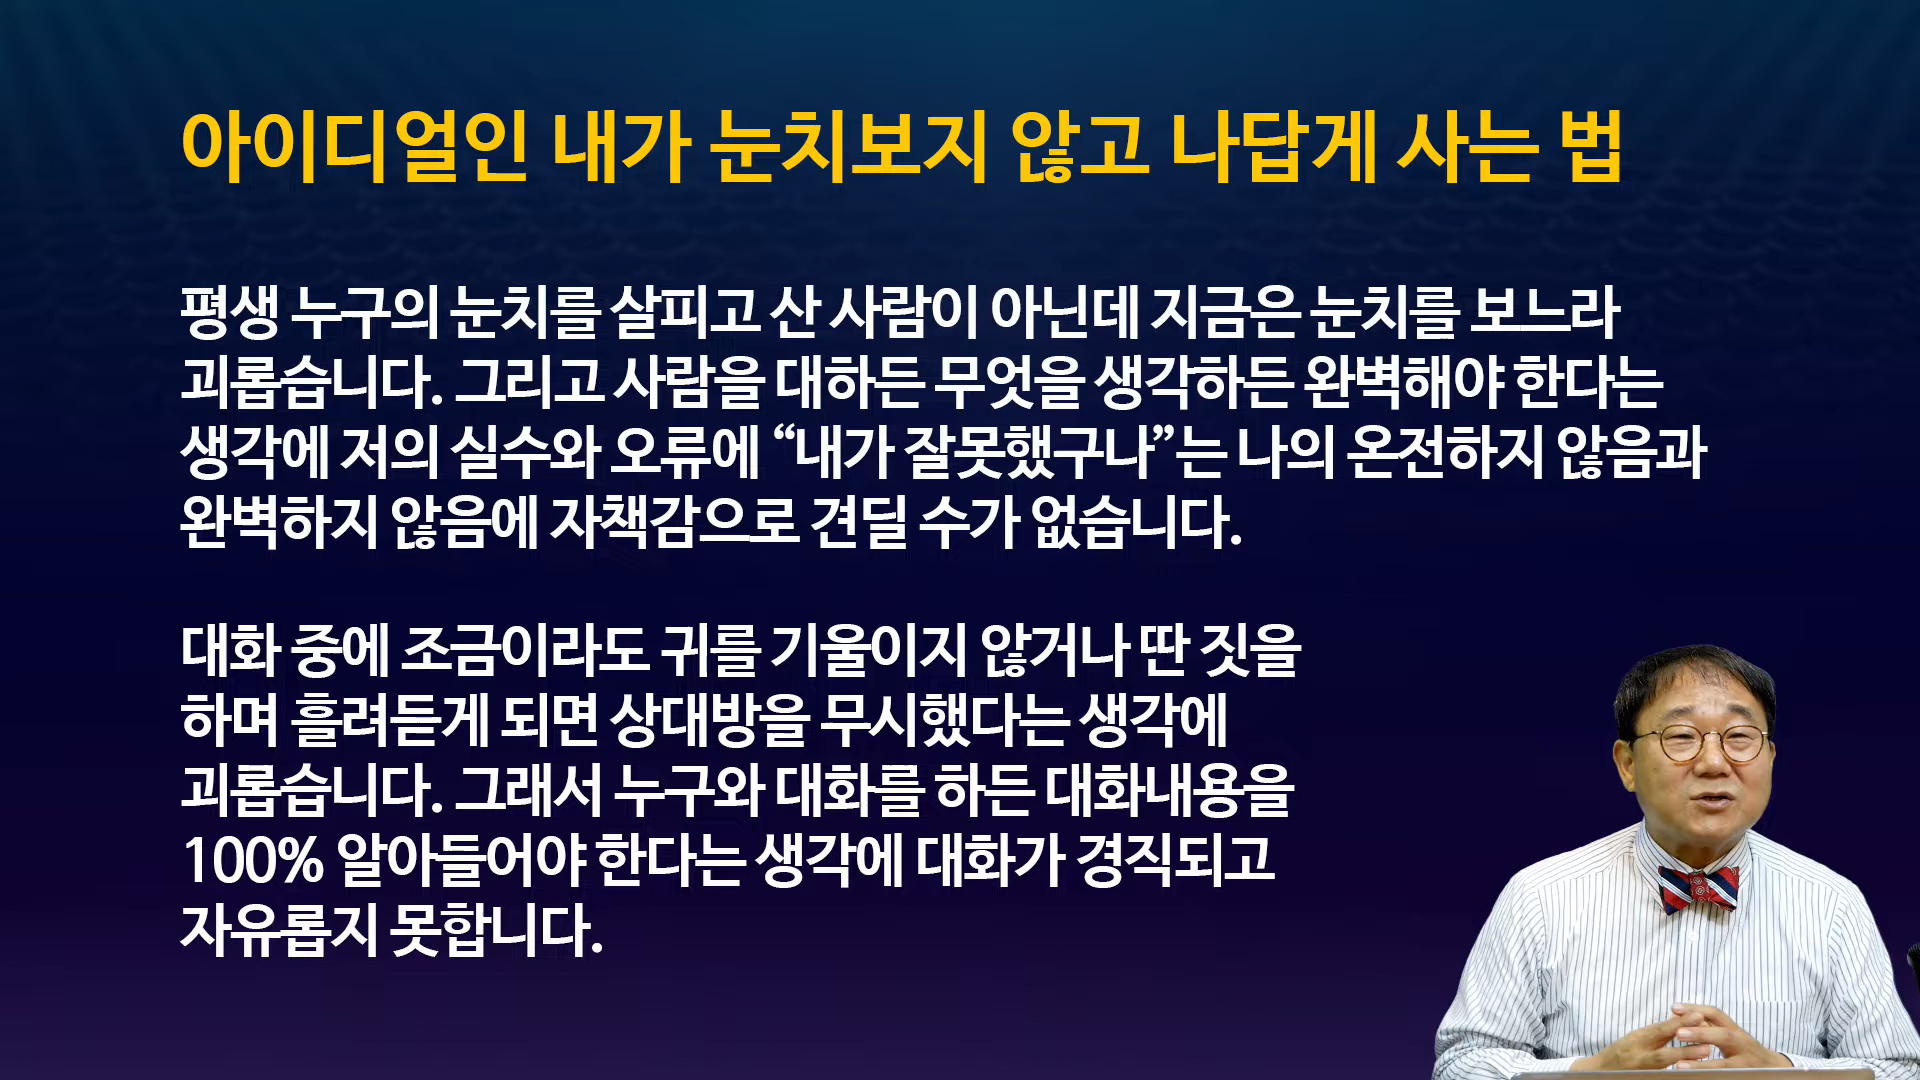 아이디얼인 내가 눈치보지 않고 나답게 사는 법
평생 누구의 눈치를 살피고 산 사람이 아닌데 지금은 눈치를 보느라
괴롭습니다. 그리고 사람을 대하든 무엇을 생각하든 완벽해야 한다는
생각에 저의 실수와 오류에 “내가 잘못했구나”는 나의 온전하지 않음과
완벽하지 않음에 자책감으로 견딜 수가 없습니다.
대화 중에 조금이라도 귀를 기울이지 않거나 딴 짓을
하며 흘려듣게 되면 상대방을 무시했다는 생각에
괴롭습니다. 그래서 누구와 대화를 하든 대화내용을
100% 알아들어야 한다는 생각에 대화가 경직되고
자유롭지 못합니다.